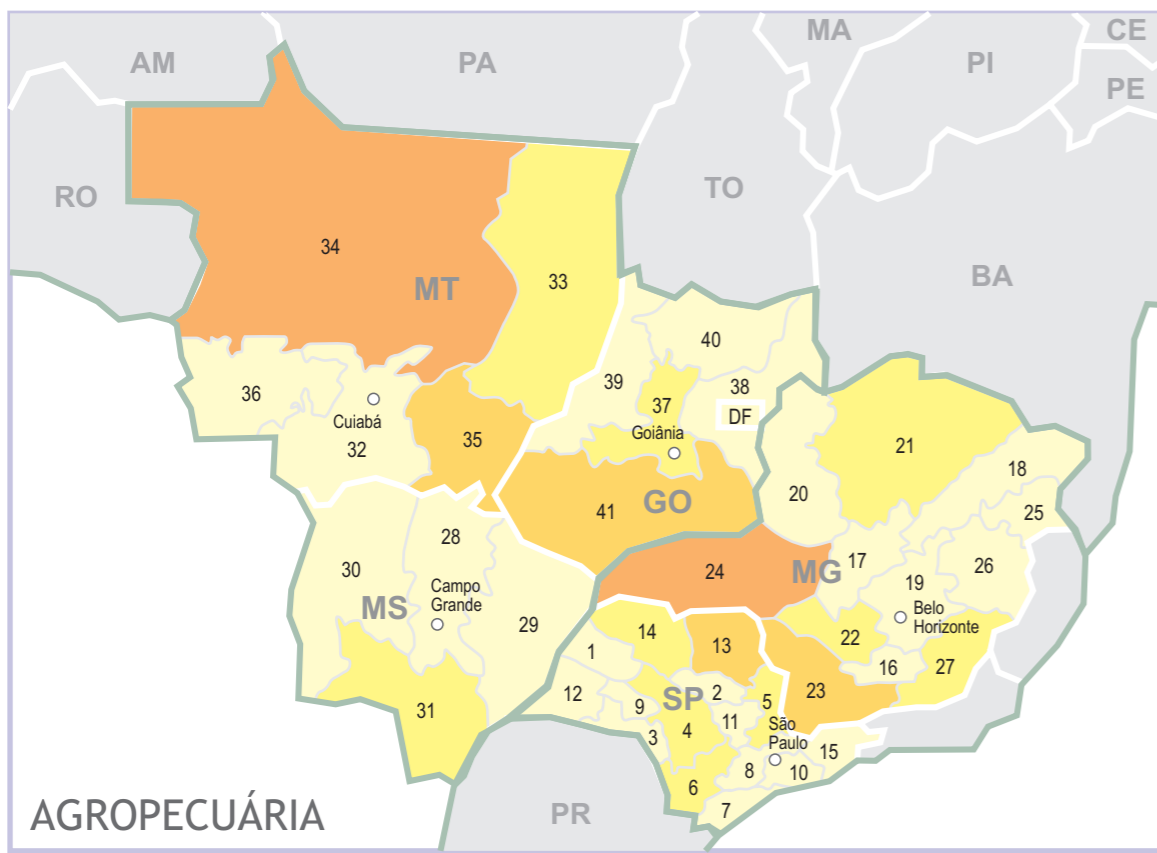 MA
CE
AM
PA
PI
PE
RO
TO
BA
34
MT
33
40
36
39
38
37
DF
Cuiabá
Goiânia
32
35
21
18
20
25
41
GO
28
17
30
24
MG
19
26
Campo
Grande
MS
Belo
Horizonte
29
14
13
22
1
16
27
SP
12
9
2
5
23
31
4
11
São
Paulo
3
15
8
10
6
7
PR
AGROPECUÁRIA